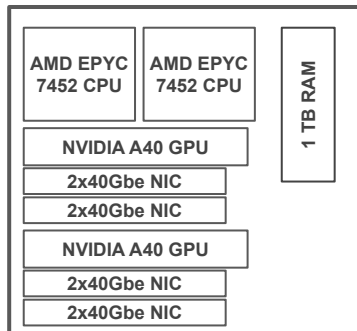 AMD EPYC
7452 CPU
AMD EPYC
7452 CPU
1 TB RAM
NVIDIA A40 GPU
2x40Gbe NIC
2x40Gbe NIC
NVIDIA A40 GPU
2x40Gbe NIC
2x40Gbe NIC